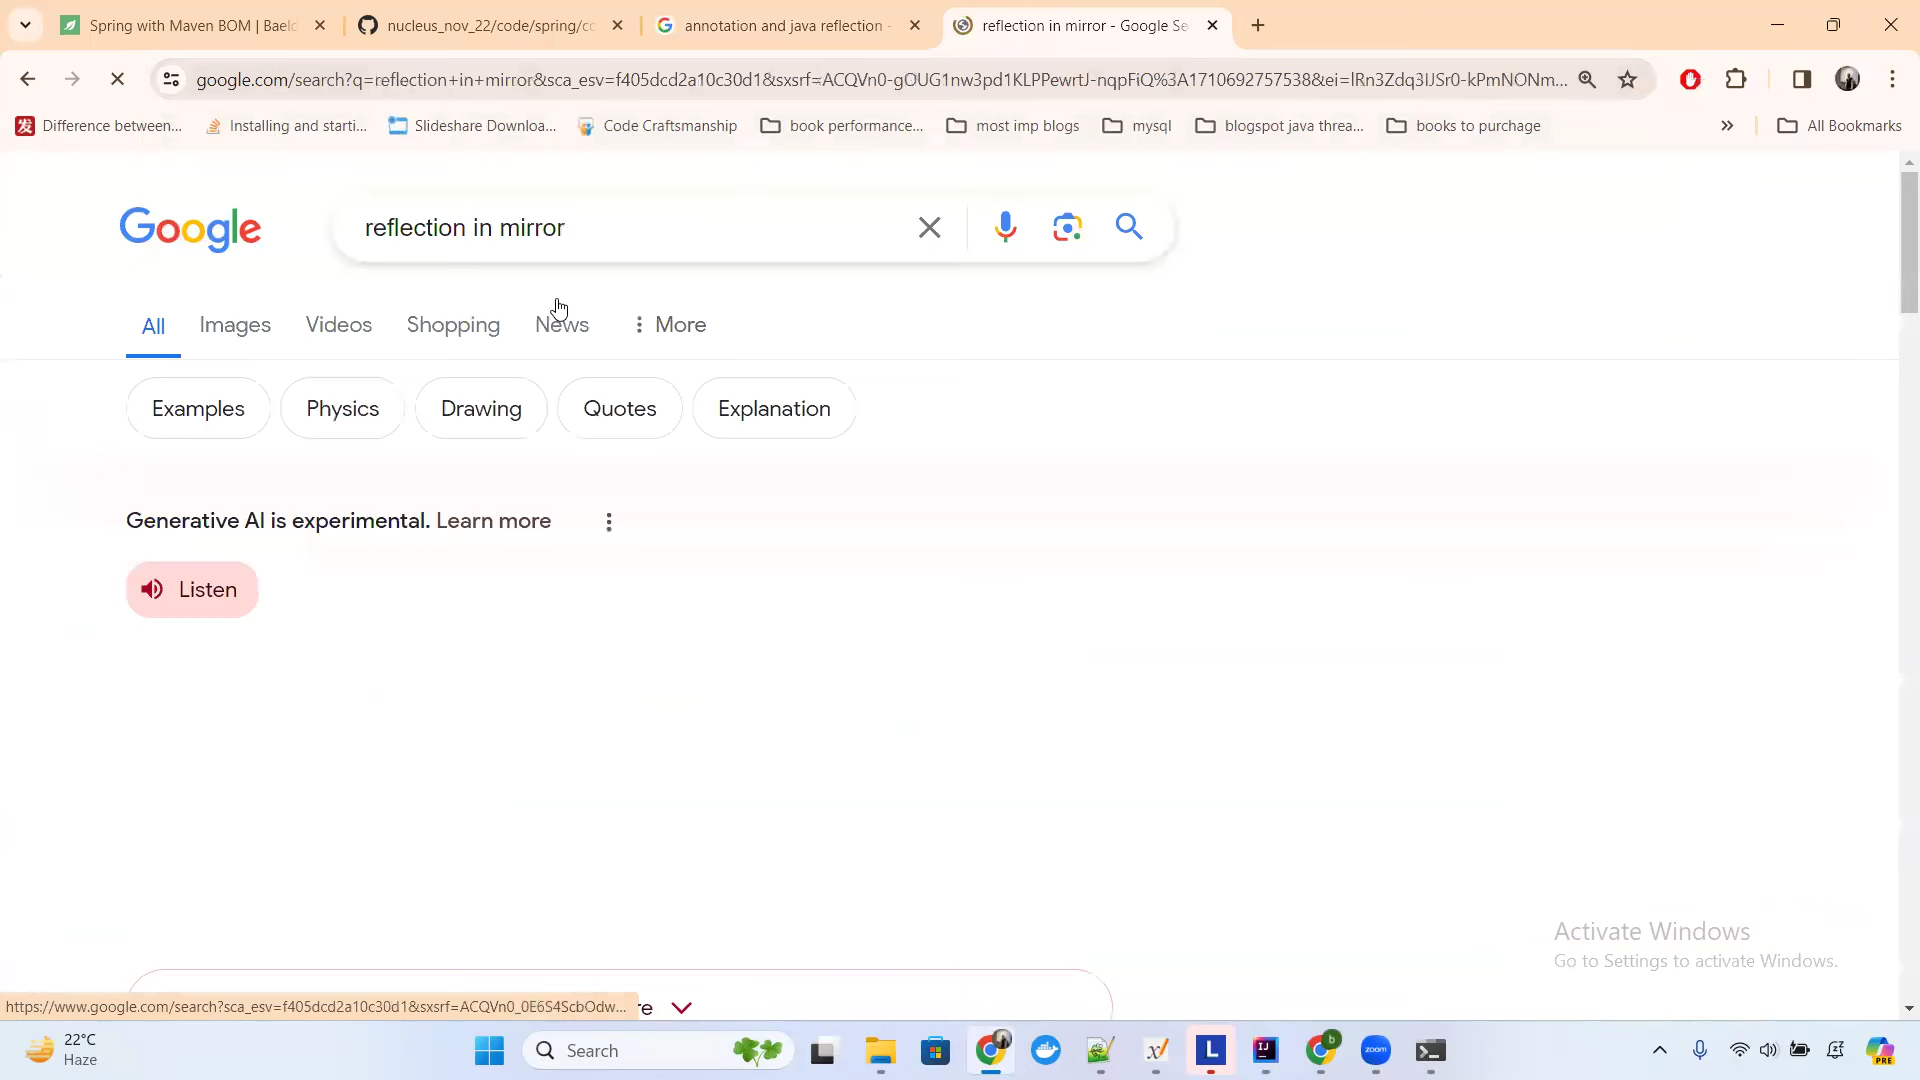 Spring with Maven BOM | Baeld
nucleus_nov_22/code/spring/co
annotation and java reflection -
reflection in mirror - Google Se
google.com/search?q=reflection+in+mirror&sca_esv=f405dcd2a10c30d1&sxsrf=ACQVn0-gOUG1nw3pd1KLPPewrtJ-nqpFiQ%3A1710692757538&ei=lRn3Zdq3IJSr0-kPmNONm...
Difference between...
Installing and starti...
Slideshare Downloa...
Code Craftsmanship
book performance...
most imp blogs
mysql
blogspot java threa...
books to purchage
All Bookmarks
Google
reflection in mirror
All Images Videos Shopping News More
Examples Physics Drawing Quotes Explanation
Generative AI is experimental. Learn more
Listen
Activate Windows
Go to Settings to activate Windows.
https://www.google.com/search?sca_esv=f405dcd2a10c30d1&sxsrf=ACQVn0_0E6S4ScbOdw...
re
22°C
Haze
Search
L
IJ
b
zoom
PRE